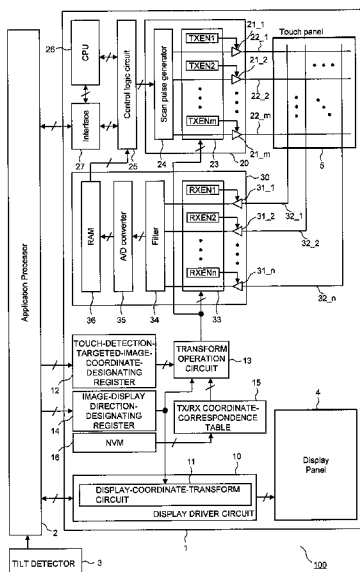 26
CPU
Control logic circuit
Scan pulse generator
TXEN1
21_1
22_1
Touch panel
TXEN2
21_2
22_2
TXENm
22_m
21_m
Interface
27
25
24
23
20
5
30
RXEN1
31_1
32_1
RXEN2
31_2
32_2
RAM
A/D converter
Filter
RXENn
31_n
32_n
36
35
34
33
Application Processor
TOUCH-DETECTION-
TARGETED-IMAGE-
COORDINATE-
DESIGNATING
REGISTER
12
TRANSFORM
OPERATION
CIRCUIT
13
IMAGE-DISPLAY
DIRECTION-
DESIGNATING
REGISTER
14
15
TX/RX COORDINATE-
CORRESPONDENCE
TABLE
NVM
16
4
Display
Panel
11
10
DISPLAY-COORDINATE-TRANSFORM
CIRCUIT
DISPLAY DRIVER CIRCUIT
2
1
TILT DETECTOR
3
100